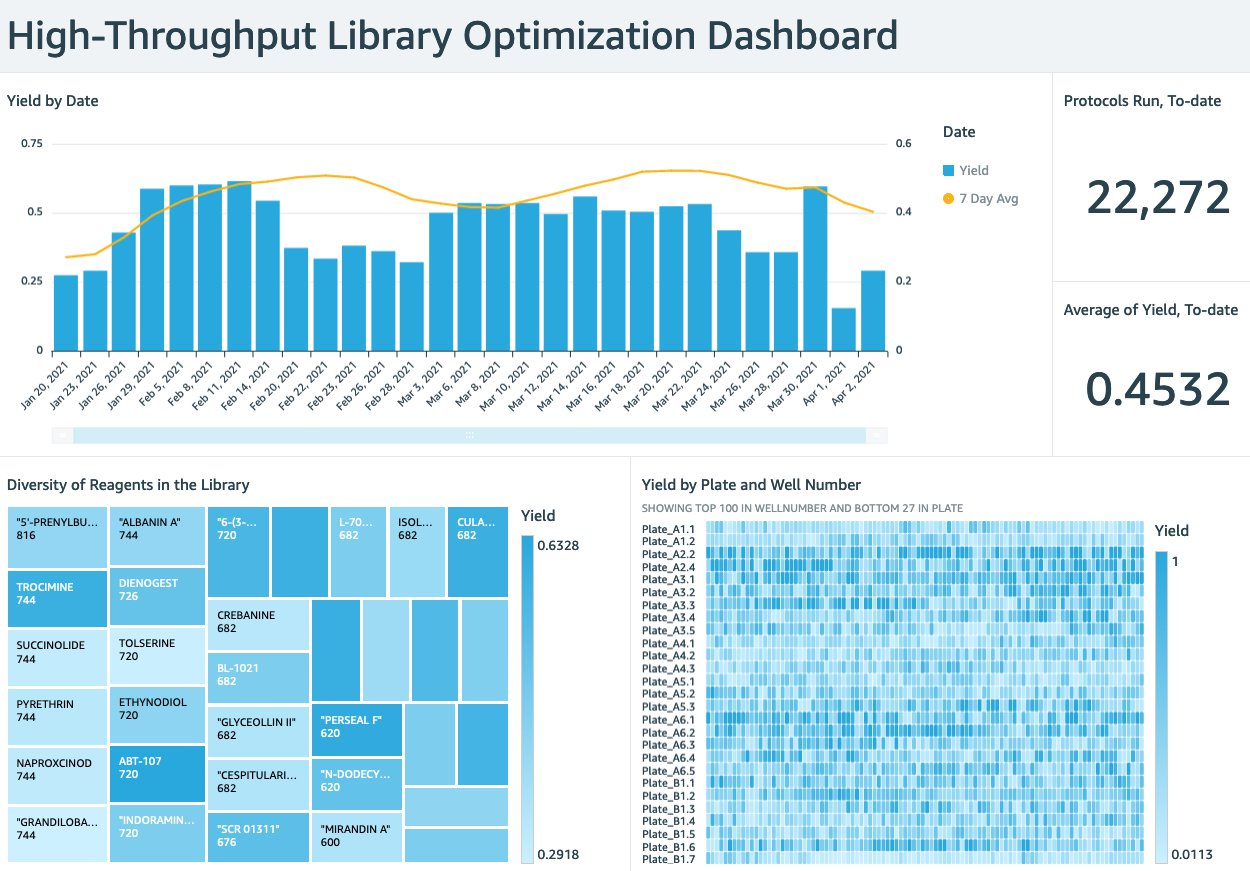 High-Throughput Library Optimization Dashboard
Yield by Date
0.75
0.5
0.25
0
0.6
0.4
0.2
0
Jan 20, 2021
Jan 23, 2021
Jan 26, 2021
Jan 29, 2021
Feb 5, 2021
Feb 8, 2021
Feb 11, 2021
Feb 14, 2021
Feb 20, 2021
Feb 22, 2021
Feb 23, 2021
Feb 26, 2021
Feb 28, 2021
Mar 3, 2021
Mar 6, 2021
Mar 8, 2021
Mar 10, 2021
Mar 12, 2021
Mar 14, 2021
Mar 16, 2021
Mar 18, 2021
Mar 20, 2021
Mar 22, 2021
Mar 24, 2021
Mar 26, 2021
Mar 28, 2021
Mar 30, 2021
Apr 1, 2021
Apr 2, 2021
Date
Yield
7 Day Avg
Protocols Run, To-date
22,272
Average of Yield, To-date
0.4532
Diversity of Reagents in the Library
"5'-PRENYLBU...
816
TROCIMINE
744
SUCCINOLIDE
744
PYRETHRIN
744
NAPROXCINOD
744
"GRANDILOBA...
744
"ALBANIN A"
744
DIENOGEST
726
TOLSERINE
720
ETHYNODIOL
720
ABT-107
720
"INDORAMIN...
720
"6-(3-...
720
L-70...
682
ISOL...
682
CULA...
682
CREBANINE
682
BL-1021
682
"GLYCEOLLIN II"
682
"CESPITULARI...
682
"SCR 01311"
676
"PERSEAL F"
620
"N-DODECY...
620
"MIRANDIN A"
600
Yield
0.6328
0.2918
Yield by Plate and Well Number
SHOWING TOP 100 IN WELLNUMBER AND BOTTOM 27 IN PLATE
Plate_A1.1
Plate_A1.2
Plate_A2.2
Plate_A2.4
Plate_A3.1
Plate_A3.2
Plate_A3.3
Plate_A3.4
Plate_A3.5
Plate_A4.1
Plate_A4.2
Plate_A4.3
Plate_A5.1
Plate_A5.2
Plate_A5.3
Plate_A6.1
Plate_A6.2
Plate_A6.3
Plate_A6.4
Plate_A6.5
Plate_B1.1
Plate_B1.2
Plate_B1.3
Plate_B1.4
Plate_B1.5
Plate_B1.6
Plate_B1.7
Yield
1
0.0113